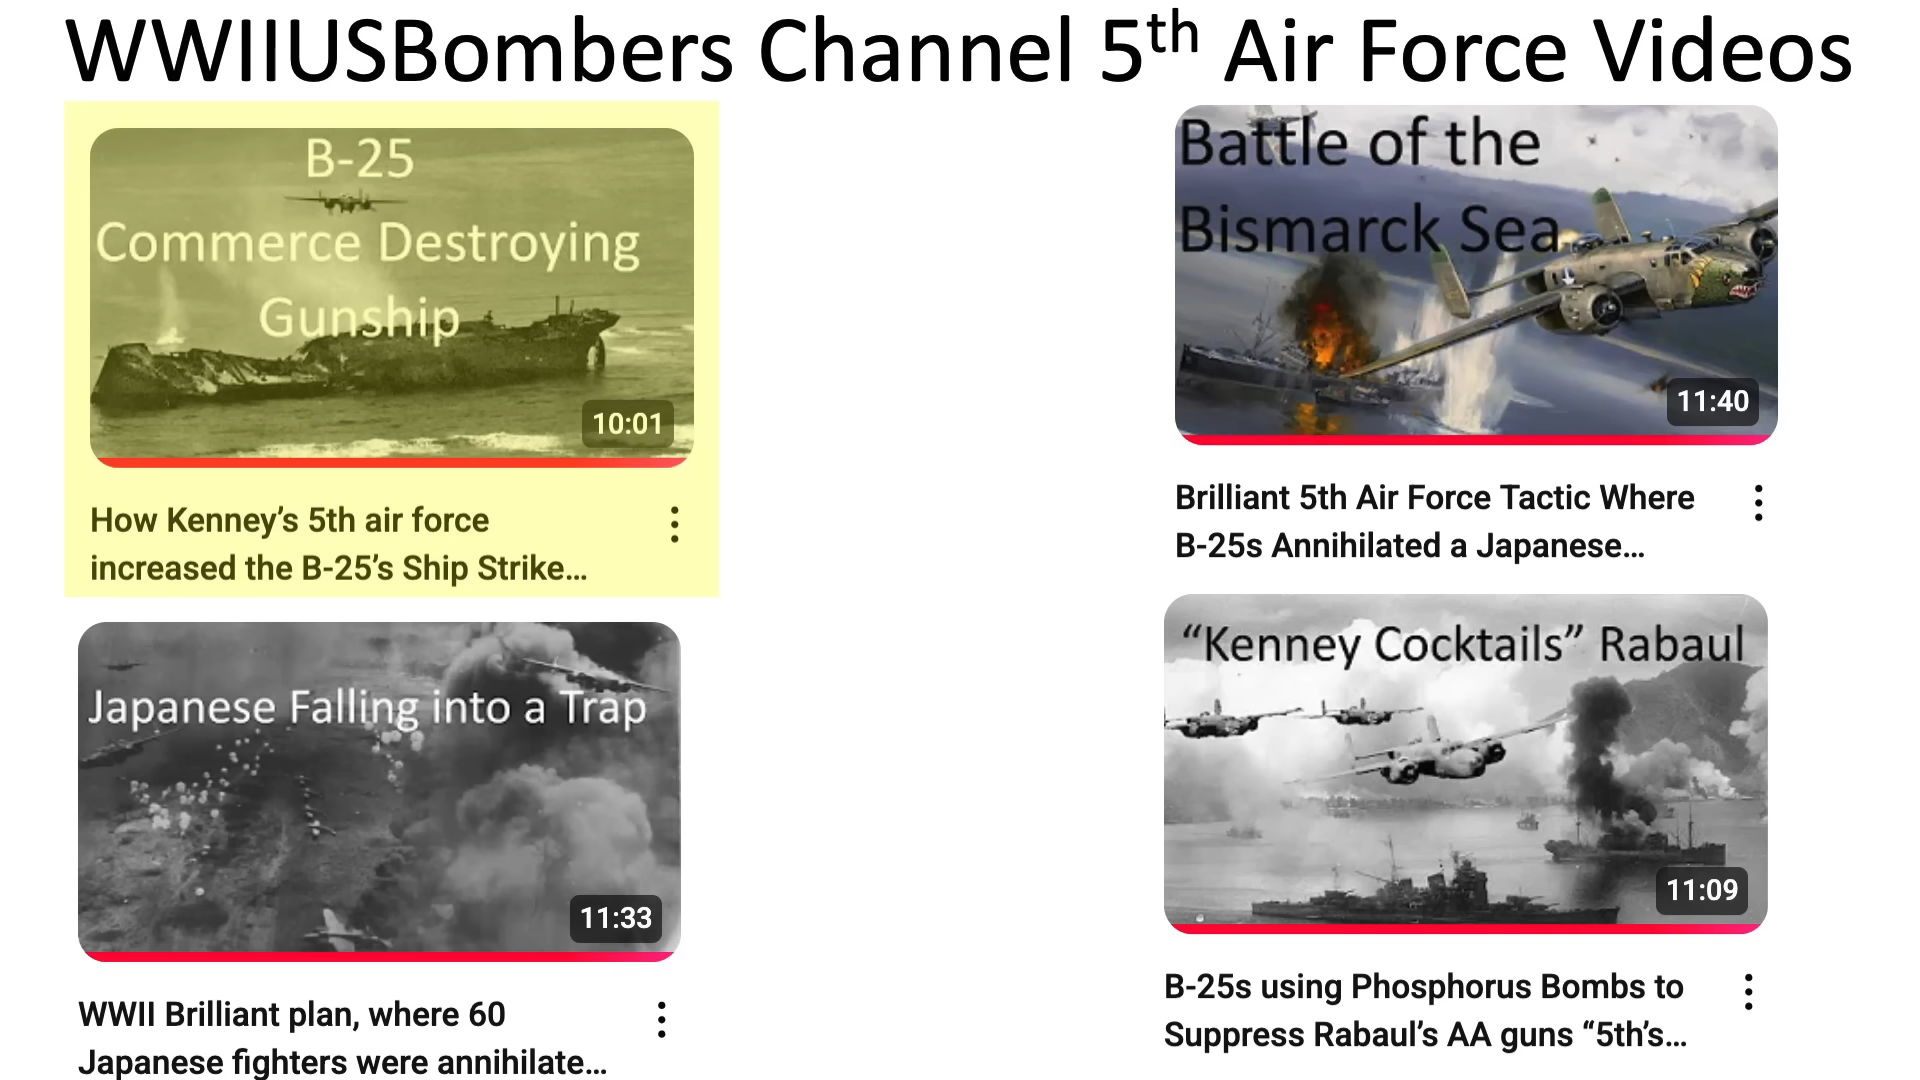 WWIIUSBombers Channel 5th Air Force Videos
B-25
Commerce Destroying
Gunship
10:01
How Kenney’s 5th air force
increased the B-25’s Ship Strike...
Battle of the
Bismarck Sea
11:40
Brilliant 5th Air Force Tactic Where
B-25s Annihilated a Japanese...
Japanese Falling into a Trap
11:33
WWII Brilliant plan, where 60
Japanese fighters were annihilate...
“Kenney Cocktails” Rabaul
11:09
B-25s using Phosphorus Bombs to
Suppress Rabaul’s AA guns “5th’s...